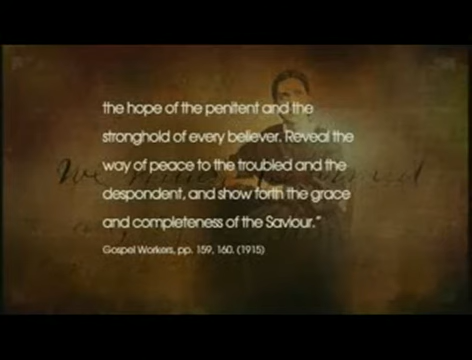 the hope of the penitent and the
stronghold of every believer. Reveal the
way of peace to the troubled and the
despondent, and show forth the grace
and completeness of the Saviour."
Gospel Workers, pp. 159, 160. (1915)
We